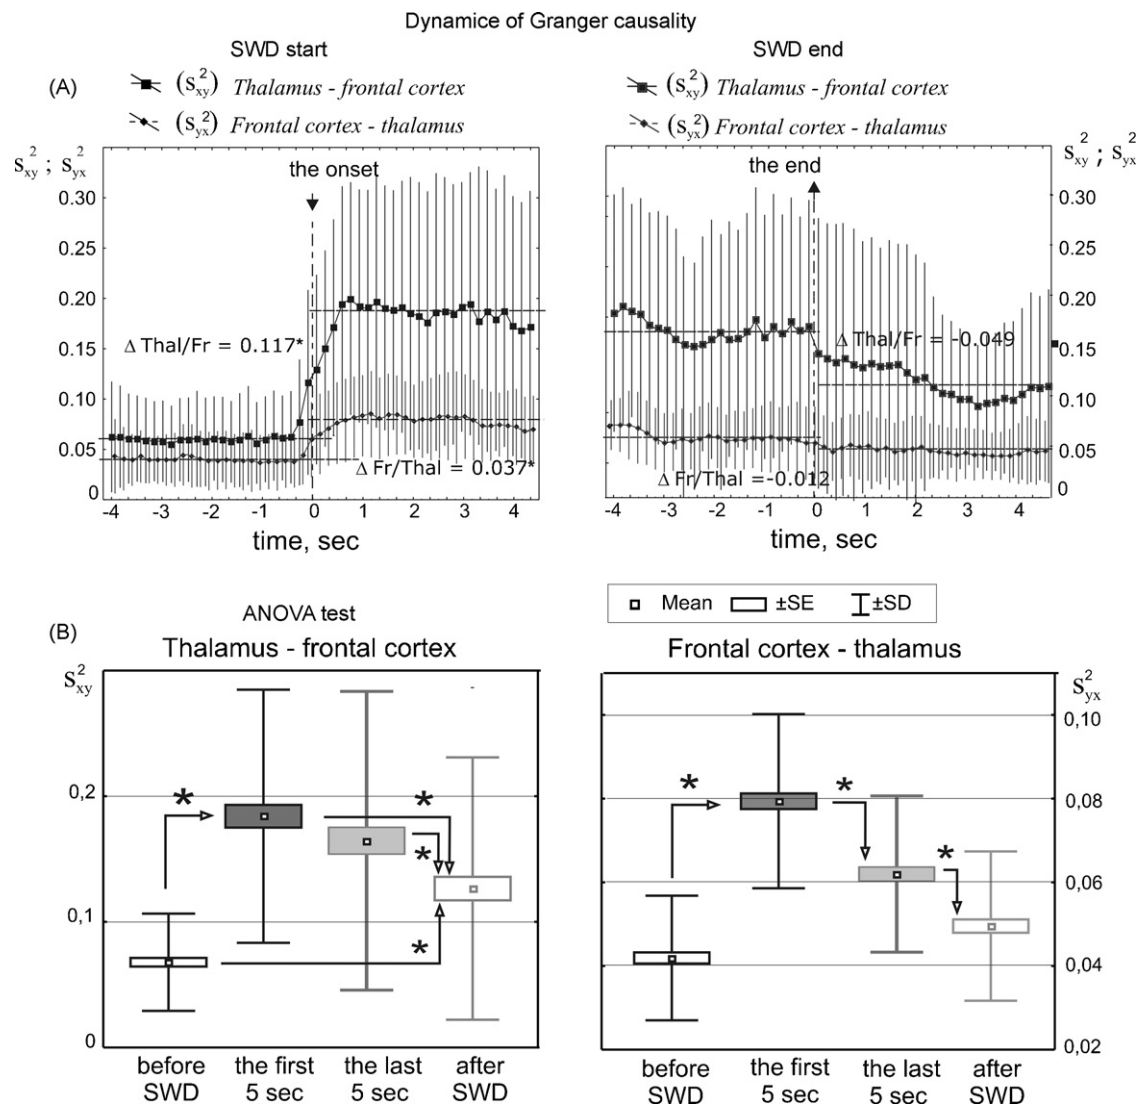 Dynamice of Granger causality
SWD start
SWD end
(A)
(s²xy) Thalamus - frontal cortex
(s²yx) Frontal cortex - thalamus
(s²xy) Thalamus - frontal cortex
(s²yx) Frontal cortex - thalamus
s²xy ; s²yx
the onset
0.30
0.25
0.20
0.15
0.10
0.05
0
Δ Thal/Fr = 0.117*
Δ Fr/Thal = 0.037*
-4 -3 -2 -1 0 1 2 3 4
time, sec
s²xy ; s²yx
the end
0.30
0.25
0.20
0.15
0.10
0.05
0
Δ Thal/Fr = -0.049
Δ Fr/Thal =-0.012
-4 -3 -2 -1 0 1 2 3 4
time, sec
Mean ±SE ±SD
ANOVA test
(B)
Thalamus - frontal cortex
s²xy
0,2
0,1
0
*
*
*
*
before SWD
the first 5 sec
the last 5 sec
after SWD
Frontal cortex - thalamus
s²yx
0,10
0,08
0,06
0,04
0,02
*
*
*
before SWD
the first 5 sec
the last 5 sec
after SWD